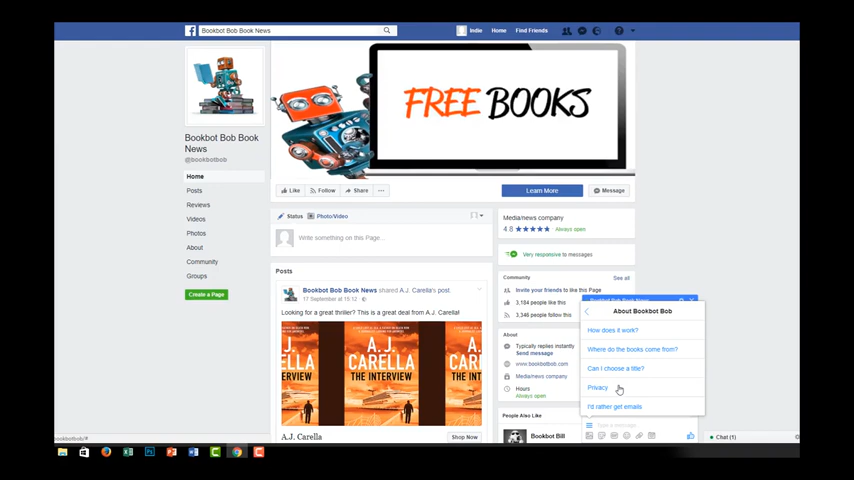 Bookbot Bob Book News
Indie Home Find Friends
FREE BOOKS
Bookbot Bob Book News
@bookbotbob
Home
Posts
Reviews
Videos
Photos
About
Community
Groups
Create a Page
Like Follow Share ...
Learn More
Message
Status Photo/Video
Write something on this Page...
Posts
Bookbot Bob Book News shared A.J. Carella's post.
17 September at 15:12
Looking for a great thriller? This is a great deal from A.J. Carella!
A.J. CARELLA
THE INTERVIEW
A.J. Carella
Shop Now
Media/news company
4.8 ★★★★★ Always open
Very responsive to messages
Community See all
Invite your friends to like this Page
3,184 people like this
3,346 people follow this
About
Typically replies instantly
Send message
www.bookbotbob.com
Media/news company
Hours
Always open
People Also Like
Bookbot Bill
Bookbot Bob Book News
About Bookbot Bob
How does it work?
Where do the books come from?
Can I choose a title?
Privacy
I'd rather get emails
Type a message...
Chat (1)
bookbotbob/#